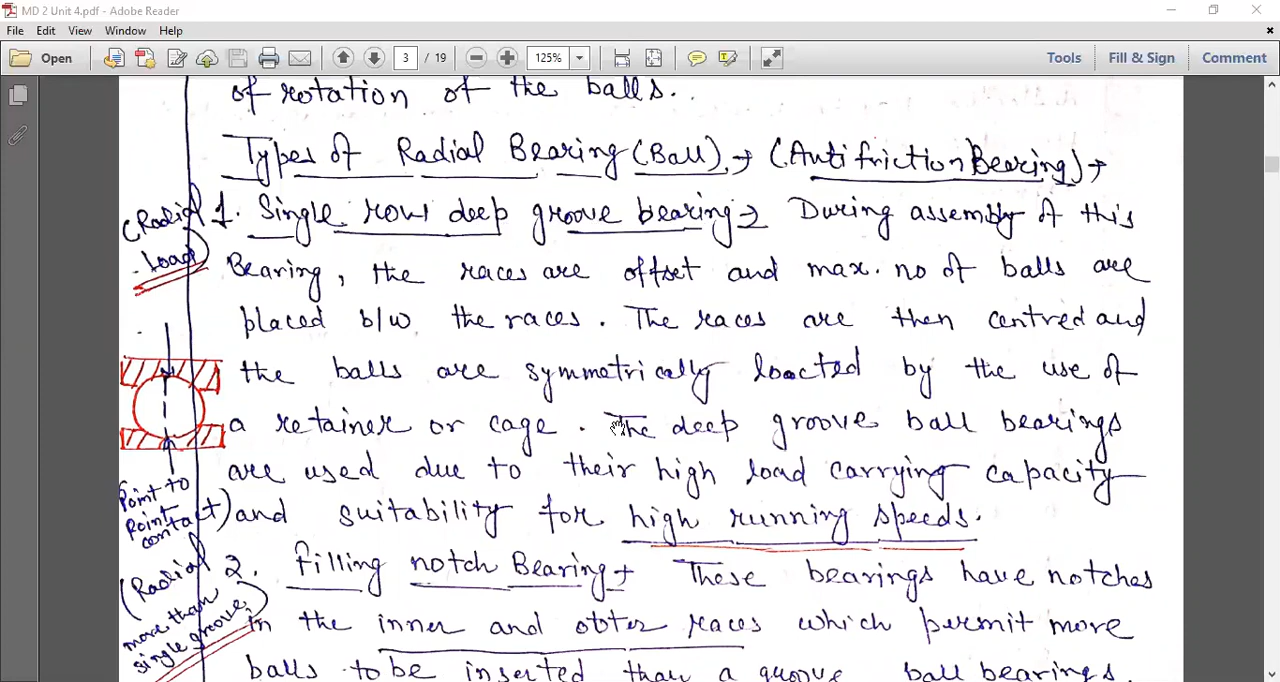 MD 2 Unit 4.pdf - Adobe Reader
File Edit View Window Help
Open 3 / 19 125% Tools Fill & Sign Comment
of rotation of the balls.
Types of Radial Bearing (Ball) → (Antifriction Bearing) →
(Radial Load)
1. Single row deep groove bearing → During assembly of this
Bearing, the races are offset and max. no of balls are
placed b/w the races. The races are then centred and
the balls are symmetrically loacted by the use of
a retainer or cage. The deep groove ball bearings
are used due to their high load carrying capacity
and suitability for high running speeds.
Point to
Point
contact)
(Radial
more than
single groove)
2. Filling notch Bearing → These bearings have notches
in the inner and obter races which permit more
balls to be inserted than a groove ball bearings.